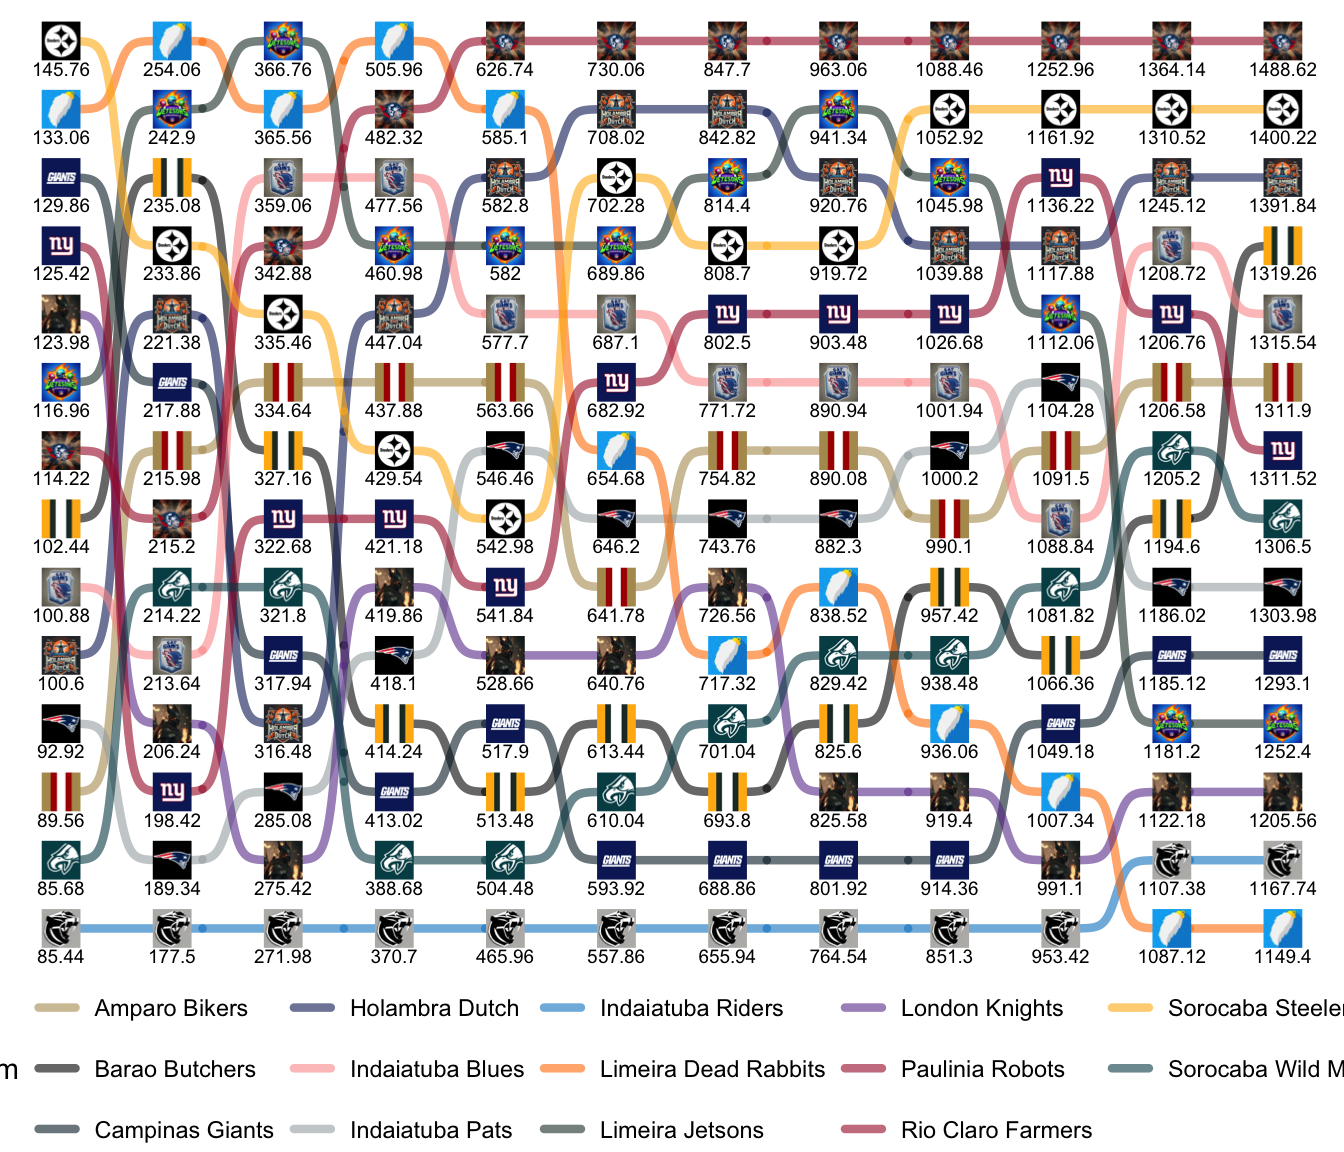 145.76 254.06 366.76 505.96 626.74 730.06 847.7 963.06 1088.46 1252.96 1364.14 1488.62
133.06 242.9 365.56 482.32 585.1 708.02 842.82 941.34 1052.92 1161.92 1310.52 1400.22
GIANTS
129.86 235.08 359.06 477.56 582.8 702.28 814.4 920.76 1045.98 1136.22 1245.12 1391.84
125.42 233.86 342.88 460.98 582 689.86 808.7 919.72 1039.88 1117.88 1208.72 1319.26
123.98 221.38 335.46 447.04 577.7 687.1 802.5 903.48 1026.68 1112.06 1206.76 1315.54
GIANTS
116.96 217.88 334.64 437.88 563.66 682.92 771.72 890.94 1001.94 1104.28 1206.58 1311.9
114.22 215.98 327.16 429.54 546.46 654.68 754.82 890.08 1000.2 1091.5 1205.2 1311.52
102.44 215.2 322.68 421.18 542.98 646.2 743.76 882.3 990.1 1088.84 1194.6 1306.5
100.88 214.22 321.8 419.86 541.84 641.78 726.56 838.52 957.42 1081.82 1186.02 1303.98
GIANTS GIANTS GIANTS
100.6 213.64 317.94 418.1 528.66 640.76 717.32 829.42 938.48 1066.36 1185.12 1293.1
GIANTS GIANTS
92.92 206.24 316.48 414.24 517.9 613.44 701.04 825.6 936.06 1049.18 1181.2 1252.4
GIANTS
89.56 198.42 285.08 413.02 513.48 610.04 693.8 825.58 919.4 1007.34 1122.18 1205.56
GIANTS GIANTS GIANTS GIANTS
85.68 189.34 275.42 388.68 504.48 593.92 688.86 801.92 914.36 991.1 1107.38 1167.74
85.44 177.5 271.98 370.7 465.96 557.86 655.94 764.54 851.3 953.42 1087.12 1149.4
Amparo Bikers Holambra Dutch Indaiatuba Riders London Knights Sorocaba Steeler
m Barao Butchers Indaiatuba Blues Limeira Dead Rabbits Paulinia Robots Sorocaba Wild M
Campinas Giants Indaiatuba Pats Limeira Jetsons Rio Claro Farmers